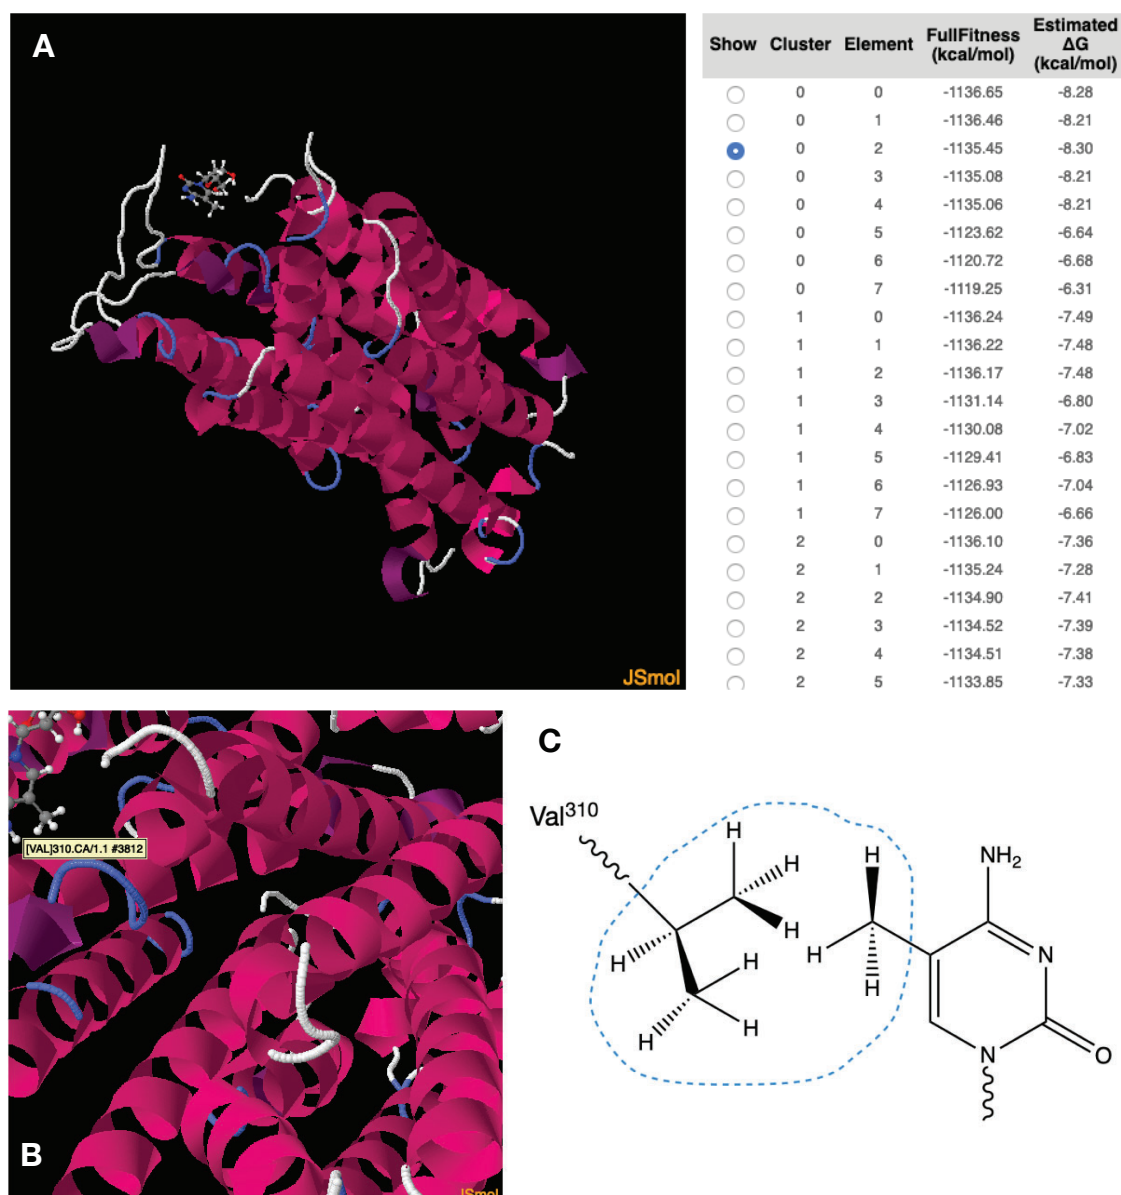 A
JSmol
Show Cluster Element FullFitness (kcal/mol) Estimated ΔG (kcal/mol)
0 0 -1136.65 -8.28
0 1 -1136.46 -8.21
0 2 -1135.45 -8.30
0 3 -1135.08 -8.21
0 4 -1135.06 -8.21
0 5 -1123.62 -6.64
0 6 -1120.72 -6.68
0 7 -1119.25 -6.31
1 0 -1136.24 -7.49
1 1 -1136.22 -7.48
1 2 -1136.17 -7.48
1 3 -1131.14 -6.80
1 4 -1130.08 -7.02
1 5 -1129.41 -6.83
1 6 -1126.93 -7.04
1 7 -1126.00 -6.66
2 0 -1136.10 -7.36
2 1 -1135.24 -7.28
2 2 -1134.90 -7.41
2 3 -1134.52 -7.39
2 4 -1134.51 -7.38
2 5 -1133.85 -7.33
[VAL]310.CA/1.1 #3812
B
JSmol
C
Val³¹⁰
H
H
H
H
H
H
H
H
H
H
NH₂
N
N
O